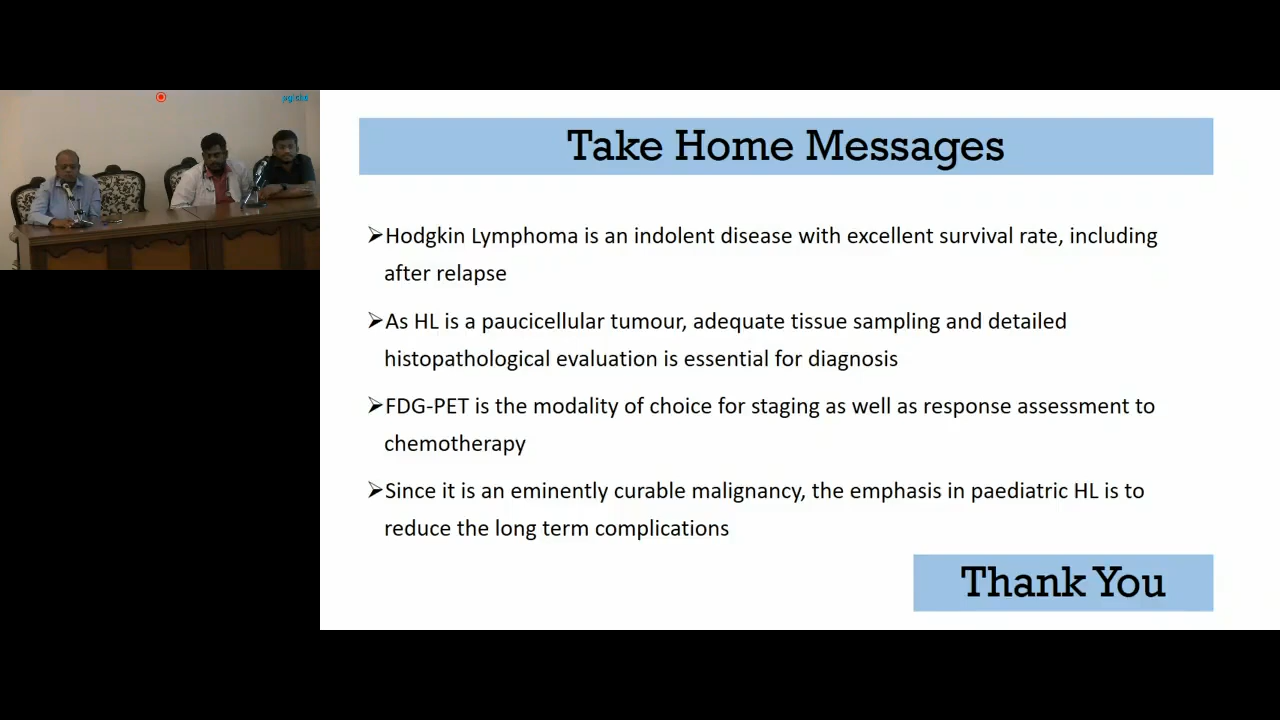 Take Home Messages
➢Hodgkin Lymphoma is an indolent disease with excellent survival rate, including
after relapse
➢As HL is a paucicellular tumour, adequate tissue sampling and detailed
histopathological evaluation is essential for diagnosis
➢FDG-PET is the modality of choice for staging as well as response assessment to
chemotherapy
➢Since it is an eminently curable malignancy, the emphasis in paediatric HL is to
reduce the long term complications
Thank You